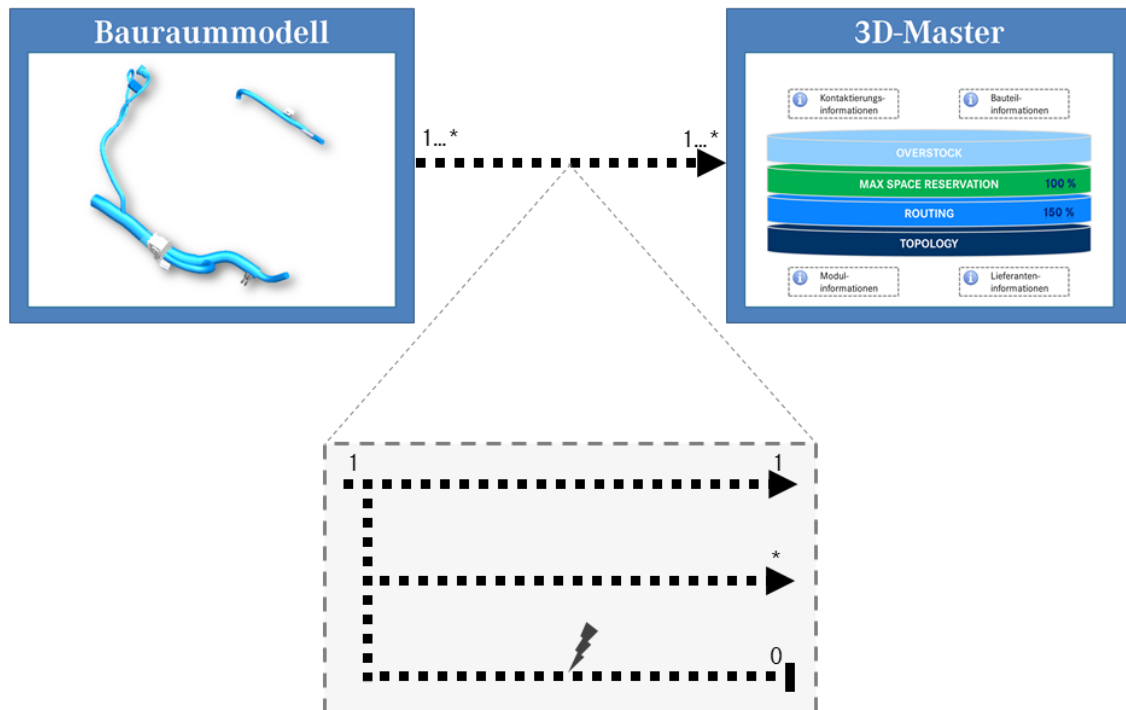 Bauraummodell
3D-Master
Kontaktierungs-
informationen
Bauteil-
informationen
OVERSTOCK
MAX SPACE RESERVATION 100 %
ROUTING 150 %
TOPOLOGY
Modul-
informationen
Lieferanten-
informationen
1...* 1...*
1 1
*
0